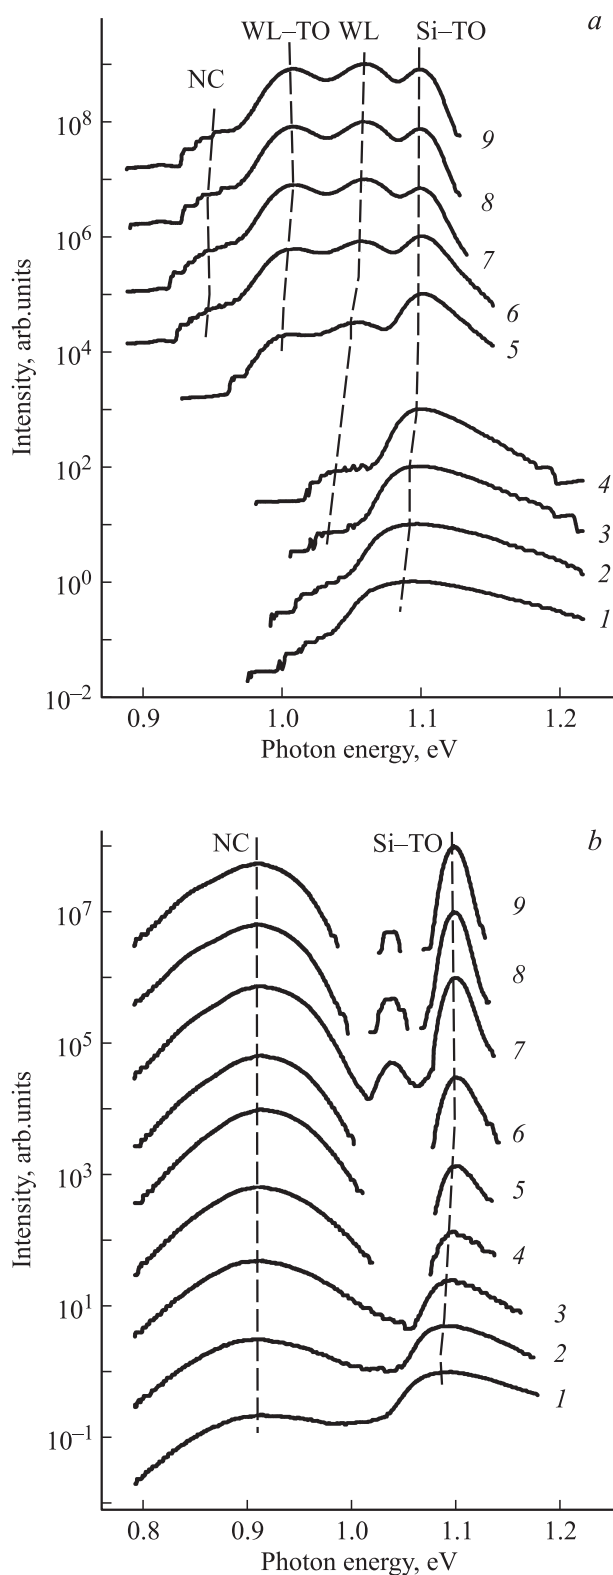 a
WL–TO WL Si–TO
NC
10^8
9
8
10^6
7
6
10^4
5
10^2
4
3
10^0
2
1
10^–2
0.9 1.0 1.1 1.2
Photon energy, eV
Intensity, arb.units
b
NC Si–TO
10^7
9
8
10^5
7
6
10^3
5
4
10^1
3
2
1
10^–1
0.8 0.9 1.0 1.1 1.2
Photon energy, eV
Intensity, arb.units